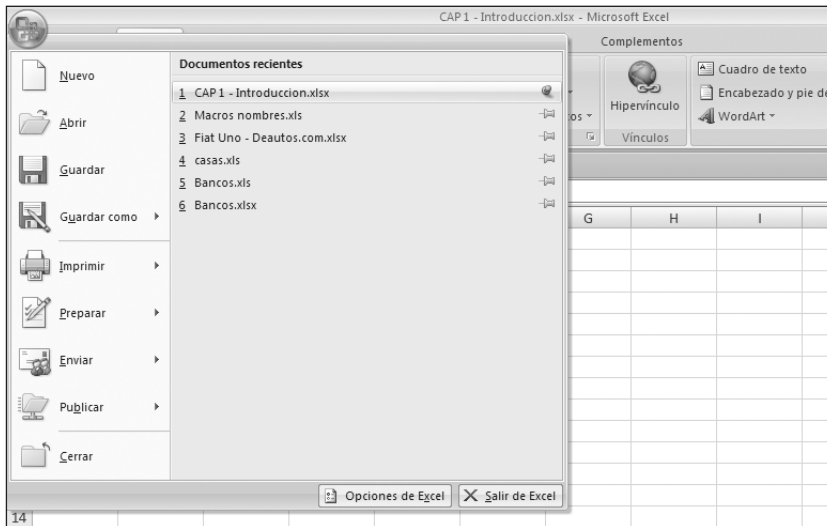 CAP 1 - Introduccion.xlsx - Microsoft Excel
Complementos
Nuevo
Abrir
Guardar
Guardar como
Imprimir
Preparar
Enviar
Publicar
Cerrar
Documentos recientes
1 CAP 1 - Introduccion.xlsx
2 Macros nombres.xls
3 Fiat Uno - Deautos.com.xlsx
4 casas.xls
5 Bancos.xls
6 Bancos.xlsx
Opciones de Excel
Salir de Excel
os
Hipervínculo
Vínculos
Cuadro de texto
Encabezado y pie de
WordArt
G H I
14